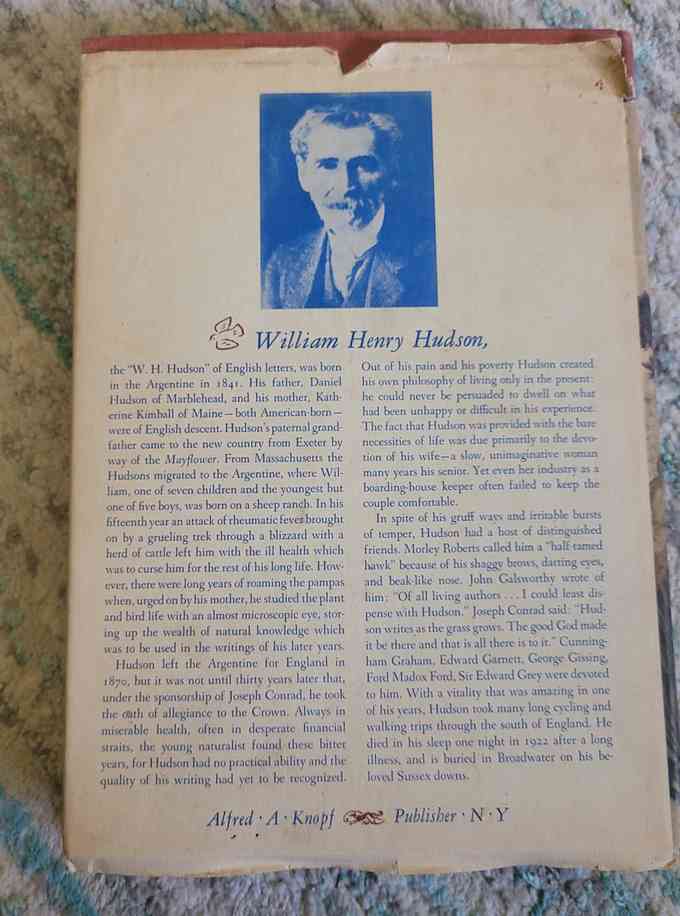 William Henry Hudson,
the "W. H. Hudson" of English letters, was born
in the Argentine in 1841. His father, Daniel
Hudson of Marblehead, and his mother, Kath-
erine Kimball of Maine—both American-born—
were of English descent. Hudson's paternal grand-
father came to the new country from Exeter by
way of the Mayflower. From Massachusetts the
Hudsons migrated to the Argentine, where Wil-
liam, one of seven children and the youngest but
one of five boys, was born on a sheep ranch. In his
fifteenth year an attack of rheumatic fever brought
on by a grueling trek through a blizzard with a
herd of cattle left him with the ill health which
was to curse him for the rest of his long life. How-
ever, there were long years of roaming the pampas
when, urged on by his mother, he studied the plant
and bird life with an almost microscopic eye, stor-
ing up the wealth of natural knowledge which
was to be used in the writings of his later years.
Hudson left the Argentine for England in
1870, but it was not until thirty years later that,
under the sponsorship of Joseph Conrad, he took
the oath of allegiance to the Crown. Always in
miserable health, often in desperate financial
straits, the young naturalist found these bitter
years, for Hudson had no practical ability and the
quality of his writing had yet to be recognized.
Out of his pain and his poverty Hudson created
his own philosophy of living only in the present:
he could never be persuaded to dwell on what
had been unhappy or difficult in his experience.
The fact that Hudson was provided with the bare
necessities of life was due primarily to the devo-
tion of his wife—a slow, unimaginative woman
many years his senior. Yet even her industry as a
boarding-house keeper often failed to keep the
couple comfortable.
In spite of his gruff ways and irritable bursts
of temper, Hudson had a host of distinguished
friends. Morley Roberts called him a "half-tamed
hawk" because of his shaggy brows, darting eyes,
and beak-like nose. John Galsworthy wrote of
him: "Of all living authors . . . I could least dis-
pense with Hudson." Joseph Conrad said: "Hud-
son writes as the grass grows. The good God made
it be there and that is all there is to it." Cunning-
ham Graham, Edward Garnett, George Gissing,
Ford Madox Ford, Sir Edward Grey were devoted
to him. With a vitality that was amazing in one
of his years, Hudson took many long cycling and
walking trips through the south of England. He
died in his sleep one night in 1922 after a long
illness, and is buried in Broadwater on his be-
loved Sussex downs.
Alfred · A · Knopf Publisher · N · Y